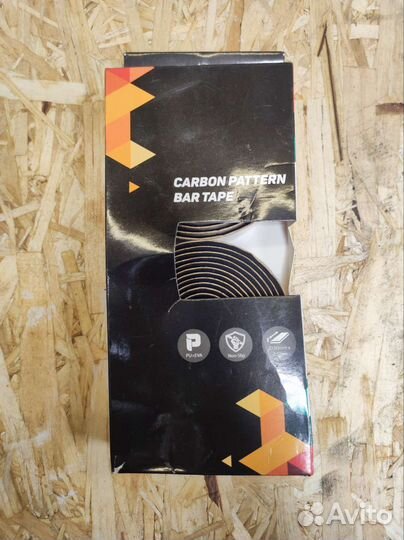 CARBON PATTERN
BAR TAPE
P
PU+EVA
Non-Slip
Avito